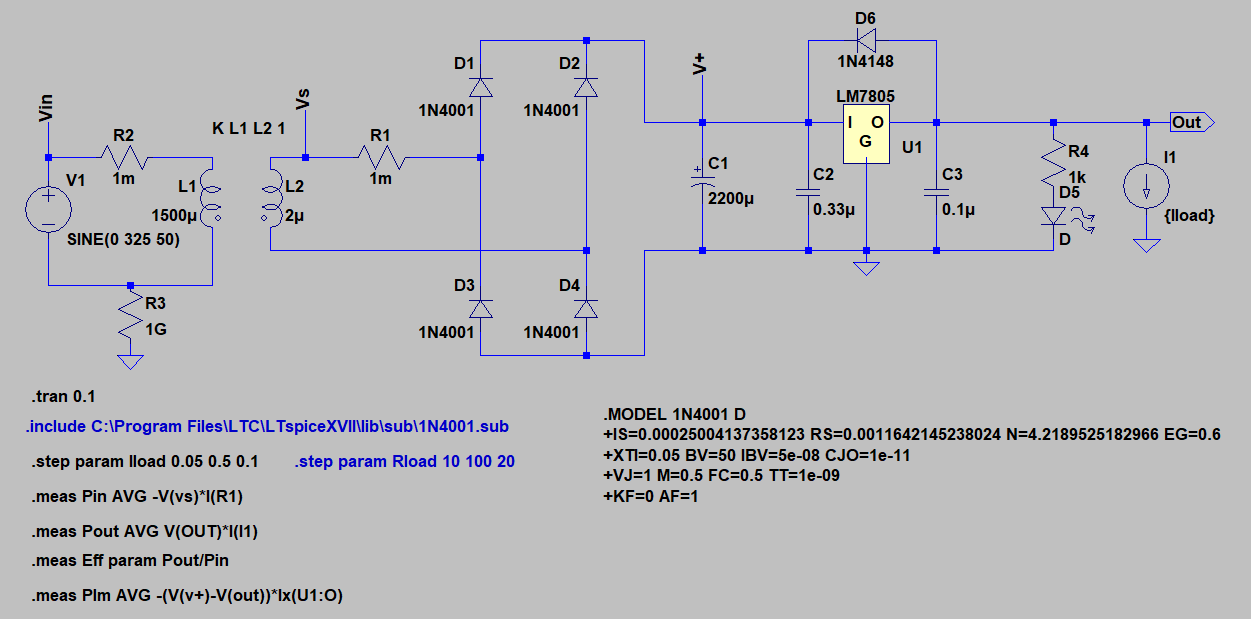 D6
1N4148
V+
D1
D2
1N4001
1N4001
LM7805
I O
G
U1
Out
Vin
Vs
K L1 L2 1
R2
1m
R1
1m
V1
SINE(0 325 50)
L1
1500µ
L2
2µ
C1
2200µ
+
C2
0.33µ
C3
0.1µ
R4
1k
D5
D
I1
{Iload}
D3
D4
1N4001
1N4001
R3
1G
.tran 0.1
.include C:\Program Files\LTC\LTspiceXVII\lib\sub\1N4001.sub
.step param Iload 0.05 0.5 0.1
.step param Rload 10 100 20
.meas Pin AVG -V(vs)*I(R1)
.meas Pout AVG V(OUT)*I(I1)
.meas Eff param Pout/Pin
.meas Plm AVG -(V(v+)-V(out))*Ix(U1:O)
.MODEL 1N4001 D
+IS=0.00025004137358123 RS=0.0011642145238024 N=4.2189525182966 EG=0.6
+XTI=0.05 BV=50 IBV=5e-08 CJO=1e-11
+VJ=1 M=0.5 FC=0.5 TT=1e-09
+KF=0 AF=1